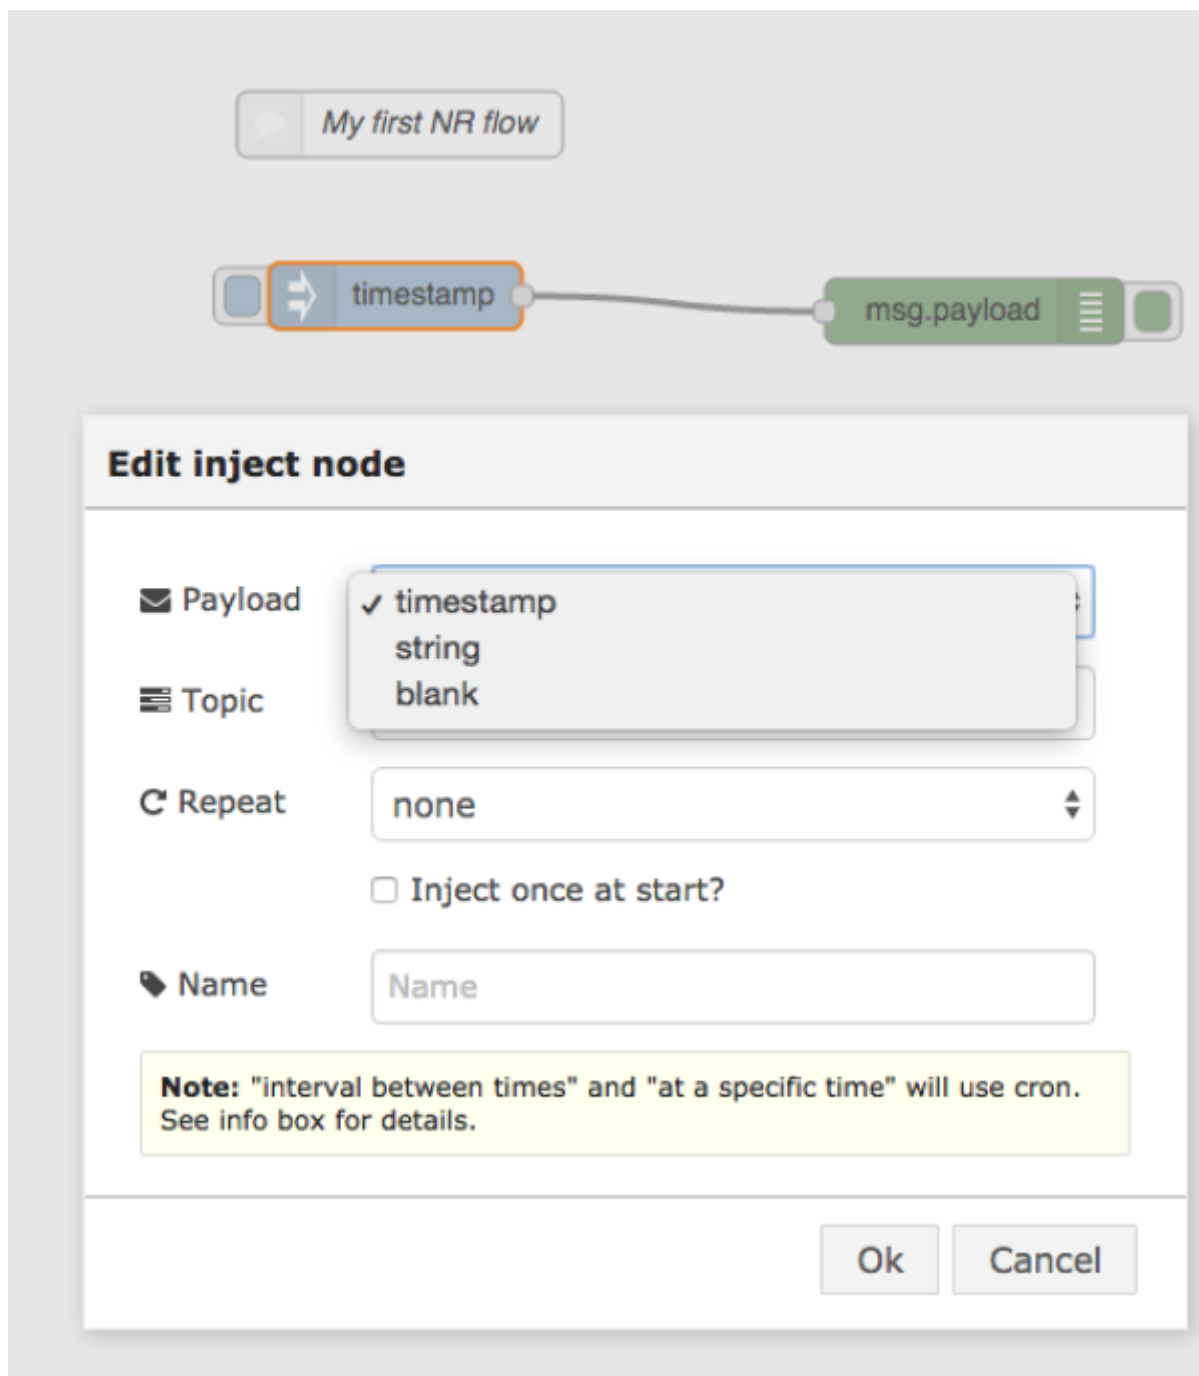 My first NR flow
timestamp
msg.payload
Edit inject node
Payload
timestamp
string
blank
Topic
Repeat
none
Inject once at start?
Name
Name
Note: "interval between times" and "at a specific time" will use cron.
See info box for details.
Ok
Cancel